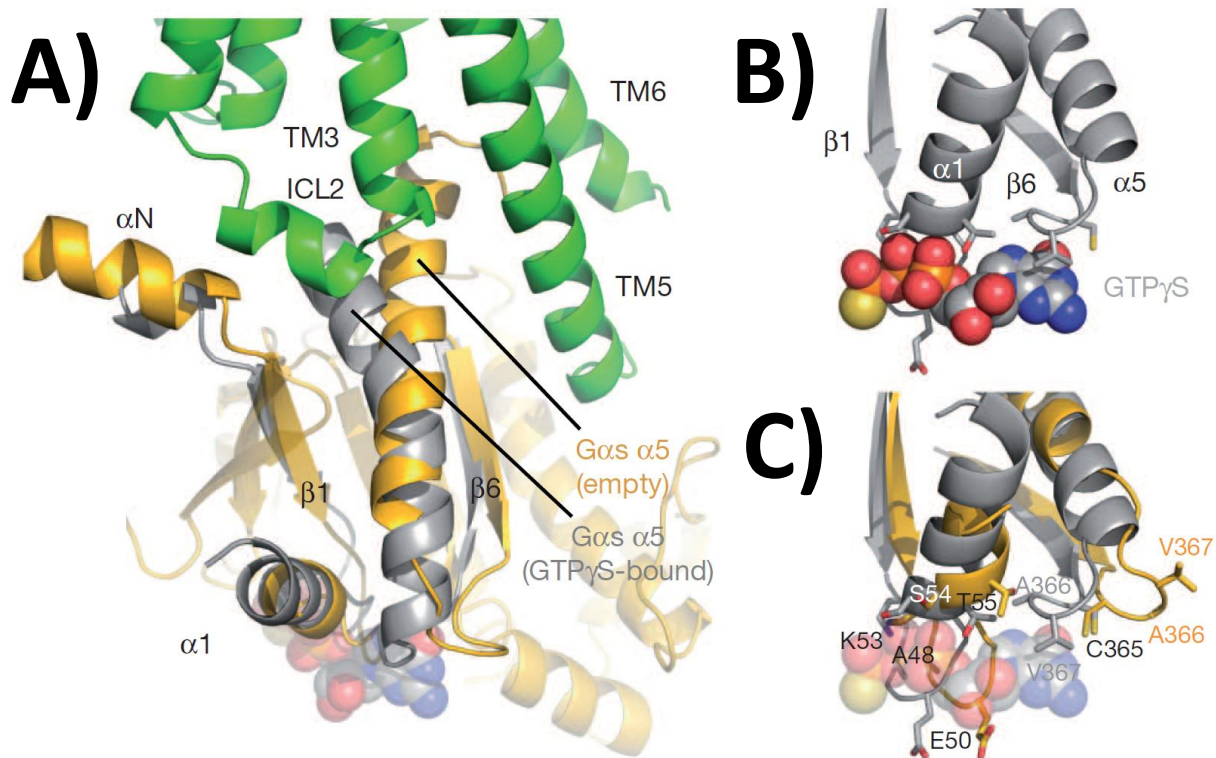 A)
TM6
TM3
ICL2
αN
TM5
Gαs α5
(empty)
β1
β6
Gαs α5
(GTPγS-bound)
α1
B)
β1
α1
β6
α5
GTPγS
C)
V367
S54
T55
A366
A366
K53
A48
C365
V367
E50